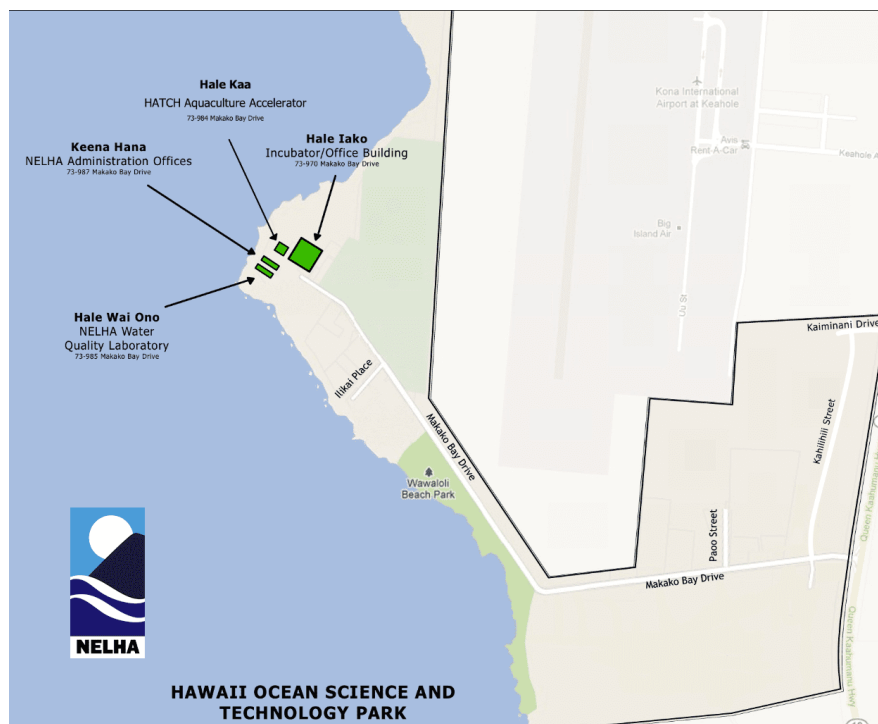 Hale Kaa
HATCH Aquaculture Accelerator
73-984 Makako Bay Drive
Keena Hana
NELHA Administration Offices
73-987 Makako Bay Drive
Hale Iako
Incubator/Office Building
73-970 Makako Bay Drive
Hale Wai Ono
NELHA Water
Quality Laboratory
73-985 Makako Bay Drive
Kona International
Airport at Keahole
Avis
Rent-A-Car
Keahole A
Big
Island Air
Uu St
Kaiminani Drive
Ilikai Place
Makako Bay Drive
Kahilihili Street
Queen Kaahumanu H
Wawaloli
Beach Park
Paoo Street
Makako Bay Drive
Queen Kaahumanu Hwy
NELHA
HAWAII OCEAN SCIENCE AND
TECHNOLOGY PARK